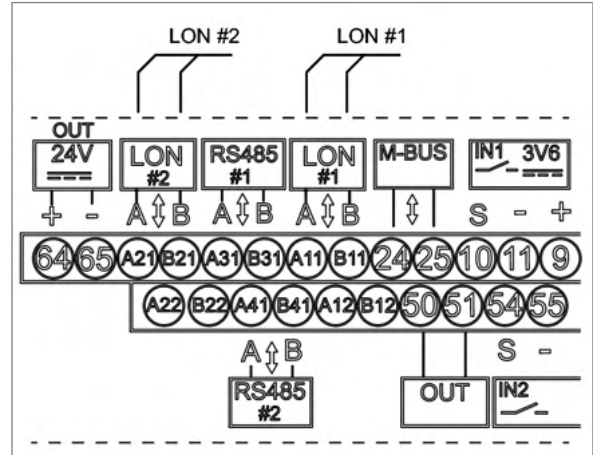 LON #2 LON #1
OUT
24V LON #2 RS485 #1 LON #1 M-BUS IN1 3V6
+ - A B A B A B S - +
64 65 A21 B21 A31 B31 A11 B11 24 25 10 11 9
A22 B22 A41 B41 A12 B12 50 51 54 55
A B S -
RS485 #2 OUT IN2